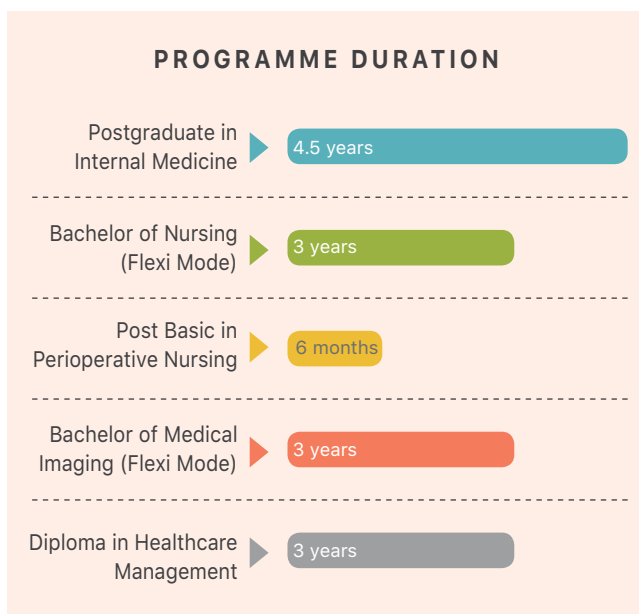 PROGRAMME DURATION
Postgraduate in
Internal Medicine
4.5 years
Bachelor of Nursing
(Flexi Mode)
3 years
Post Basic in
Perioperative Nursing
6 months
Bachelor of Medical
Imaging (Flexi Mode)
3 years
Diploma in Healthcare
Management
3 years